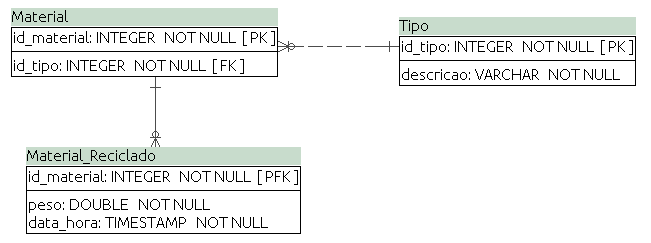 Material
id_material: INTEGER NOT NULL [ PK ]
id_tipo: INTEGER NOT NULL [ FK ]
Tipo
id_tipo: INTEGER NOT NULL [ PK ]
descricao: VARCHAR NOT NULL
Material_Reciclado
id_material: INTEGER NOT NULL [ PFK ]
peso: DOUBLE NOT NULL
data_hora: TIMESTAMP NOT NULL